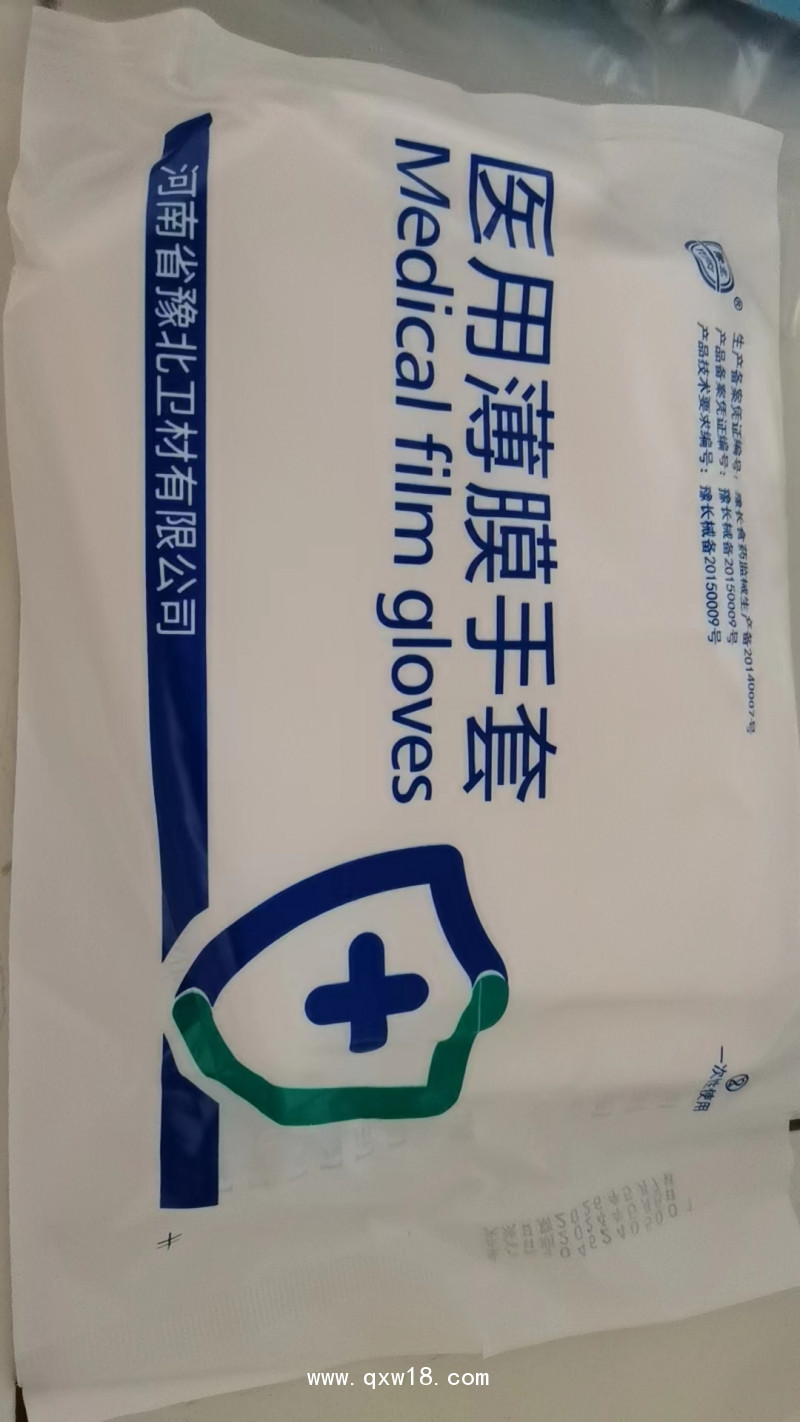 生产备案凭证编号：豫长食药监械生产备20140007号
产品备案凭证编号：豫长械备20150009号
产品技术要求编号：豫长械备20150009号
医用薄膜手套
Medical film gloves
河南省豫北卫材有限公司
一次性使用
www.qxw18.com